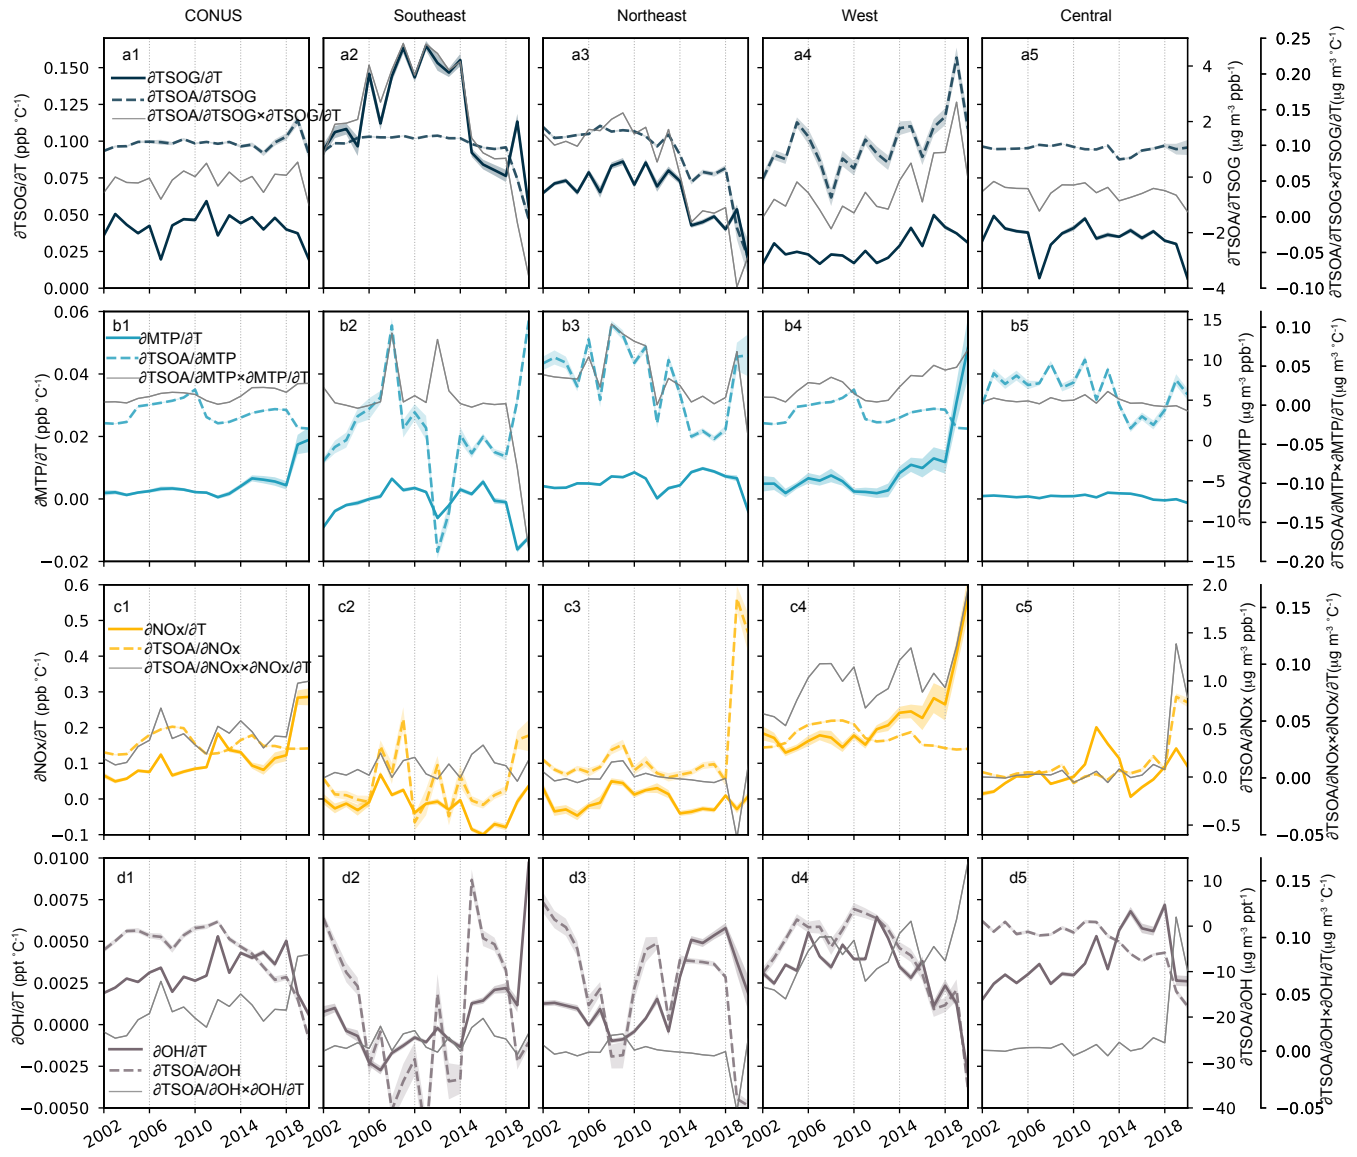 CONUS Southeast Northeast West Central
a1 a2 a3 a4 a5
∂TSOG/∂T
∂TSOA/∂TSOG
∂TSOA/∂TSOG×∂TSOG/∂T
0.150
0.125
0.100
0.075
0.050
0.025
0.000
∂TSOG/∂T (ppb °C⁻¹)
4
2
0
−2
−4
∂TSOA/∂TSOG (μg m⁻³ ppb⁻¹)
0.25
0.20
0.15
0.10
0.05
0.00
−0.05
−0.10
∂TSOA/∂TSOG×∂TSOG/∂T(μg m⁻³ °C⁻¹)
b1 b2 b3 b4 b5
∂MTP/∂T
∂TSOA/∂MTP
∂TSOA/∂MTP×∂MTP/∂T
0.06
0.04
0.02
0.00
−0.02
∂MTP/∂T (ppb °C⁻¹)
15
10
5
0
−5
−10
−15
∂TSOA/∂MTP (μg m⁻³ ppb⁻¹)
0.10
0.05
0.00
−0.05
−0.10
−0.15
−0.20
∂TSOA/∂MTP×∂MTP/∂T(μg m⁻³ °C⁻¹)
c1 c2 c3 c4 c5
∂NOx/∂T
∂TSOA/∂NOx
∂TSOA/∂NOx×∂NOx/∂T
0.6
0.5
0.4
0.3
0.2
0.1
0.0
−0.1
∂NOx/∂T (ppb °C⁻¹)
2.0
1.5
1.0
0.5
0.0
−0.5
∂TSOA/∂NOx (μg m⁻³ ppb⁻¹)
0.15
0.10
0.05
0.00
−0.05
∂TSOA/∂NOx×∂NOx/∂T(μg m⁻³ °C⁻¹)
d1 d2 d3 d4 d5
∂OH/∂T
∂TSOA/∂OH
∂TSOA/∂OH×∂OH/∂T
0.0100
0.0075
0.0050
0.0025
0.0000
−0.0025
−0.0050
∂OH/∂T (ppt °C⁻¹)
10
0
−10
−20
−30
−40
∂TSOA/∂OH (μg m⁻³ ppt⁻¹)
0.15
0.10
0.05
0.00
−0.05
∂TSOA/∂OH×∂OH/∂T(μg m⁻³ °C⁻¹)
2002 2006 2010 2014 2018 2002 2006 2010 2014 2018 2002 2006 2010 2014 2018 2002 2006 2010 2014 2018 2002 2006 2010 2014 2018